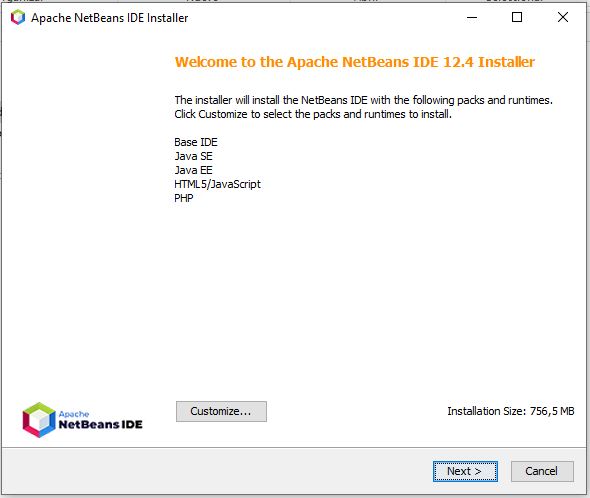 Apache NetBeans IDE Installer
Welcome to the Apache NetBeans IDE 12.4 Installer
The installer will install the NetBeans IDE with the following packs and runtimes.
Click Customize to select the packs and runtimes to install.
Base IDE
Java SE
Java EE
HTML5/JavaScript
PHP
Apache
NetBeans IDE
Customize...
Installation Size: 756,5 MB
Next >
Cancel